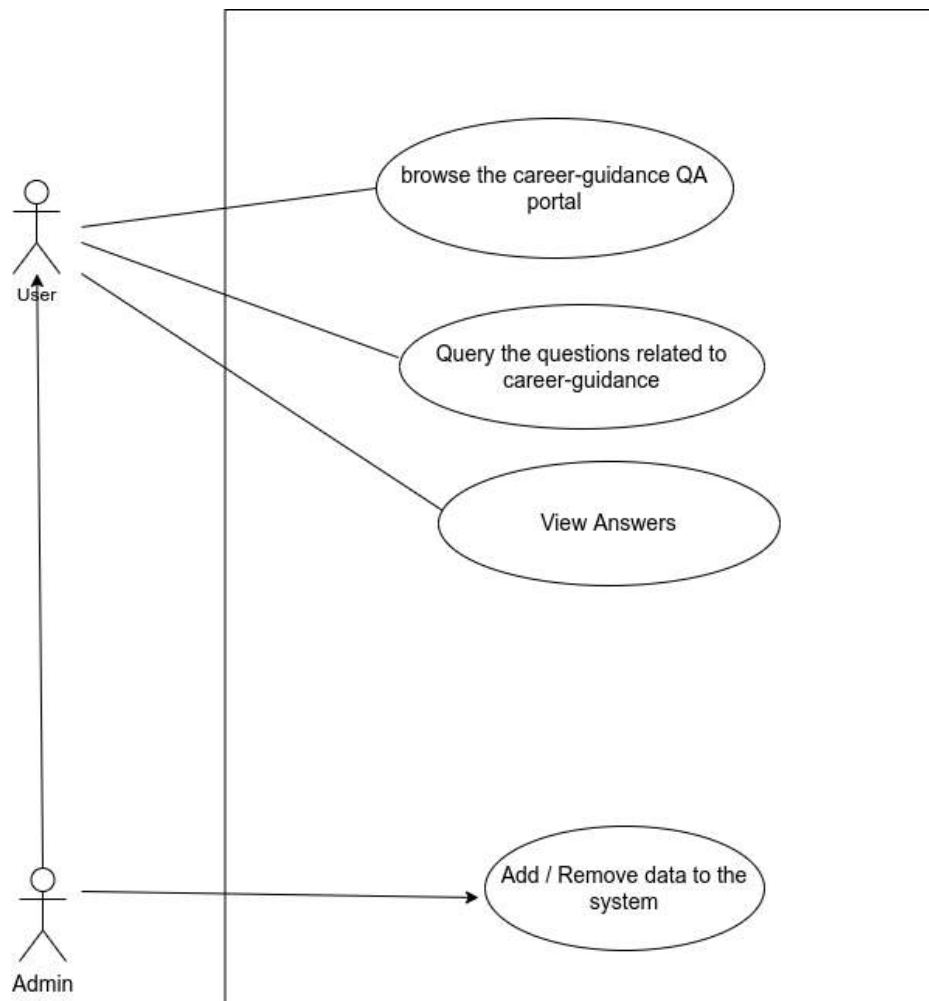 browse the career-guidance QA
portal
User
Query the questions related to
career-guidance
View Answers
Add / Remove data to the
system
Admin